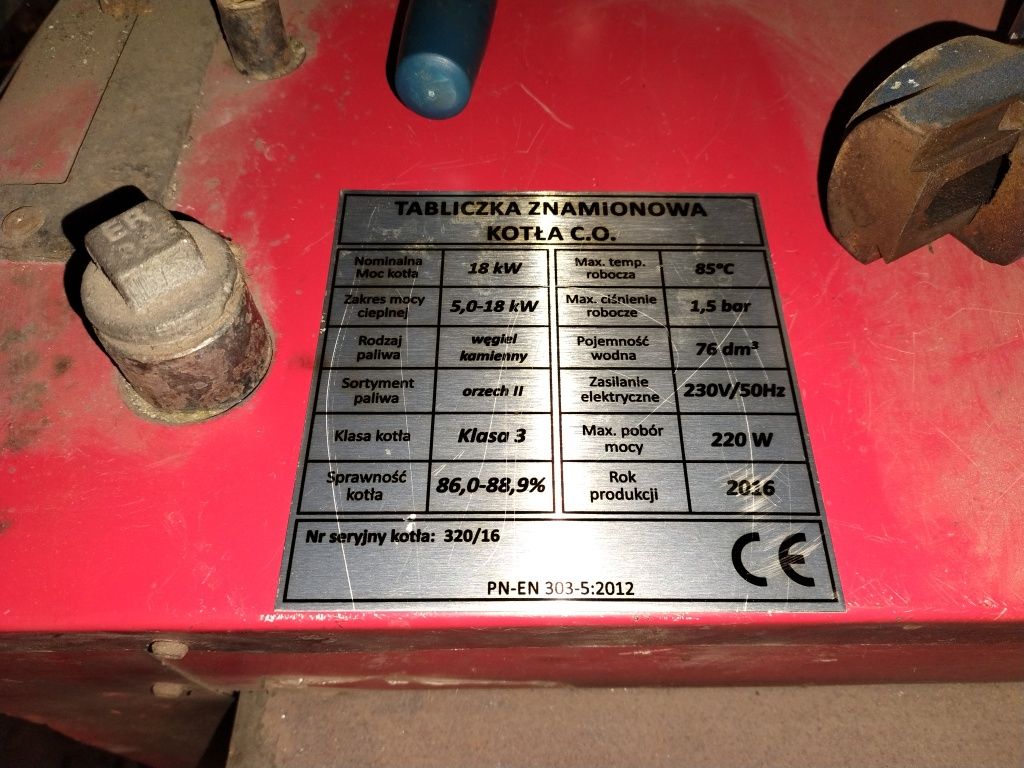 TABLICZKA ZNAMIONOWA
KOTŁA C.O.
Nominalna
Moc kotła
18 kW
Max. temp.
robocza
85°C
Zakres mocy
cieplnej
5,0-18 kW
Max. ciśnienie
robocze
1,5 bar
Rodzaj
paliwa
węgiel
kamienny
Pojemność
wodna
76 dm³
Sortyment
paliwa
orzech II
Zasilanie
elektryczne
230V/50Hz
Klasa kotła
Klasa 3
Max. pobór
mocy
220 W
Sprawność
kotła
86,0-88,9%
Rok
produkcji
2016
Nr seryjny kotła: 320/16
CE
PN-EN 303-5:2012